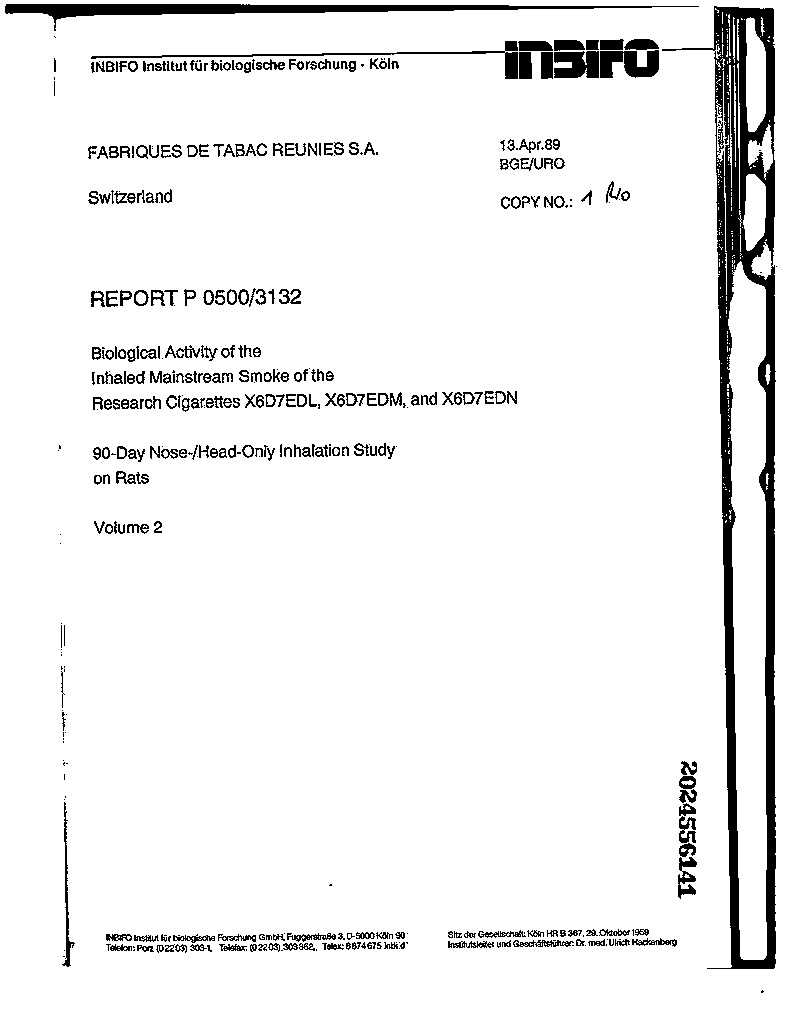 INBIFO Institut für biologische Forschung · Köln
INBIFO
FABRIQUES DE TABAC REUNIES S.A.
Switzerland
13.Apr.89
BGE/URO
COPY NO.: 1
REPORT P 0500/3132
Biological Activity of the
Inhaled Mainstream Smoke of the
Research Cigarettes X6D7EDL, X6D7EDM, and X6D7EDN
90-Day Nose-/Head-Only Inhalation Study
on Rats
Volume 2
2024556141
INBIFO Institut für biologische Forschung GmbH, Fuggerstraße 3, D-5000 Köln 90
Telefon: Porz (02203) 303-1, Telefax: (02203) 303362, Telex: 8874675 inbi d
Sitz der Gesellschaft: Köln HR B 367, 29. Oktober 1959
Institutsleiter und Geschäftsführer: Dr. med. Ulrich Hackenberg